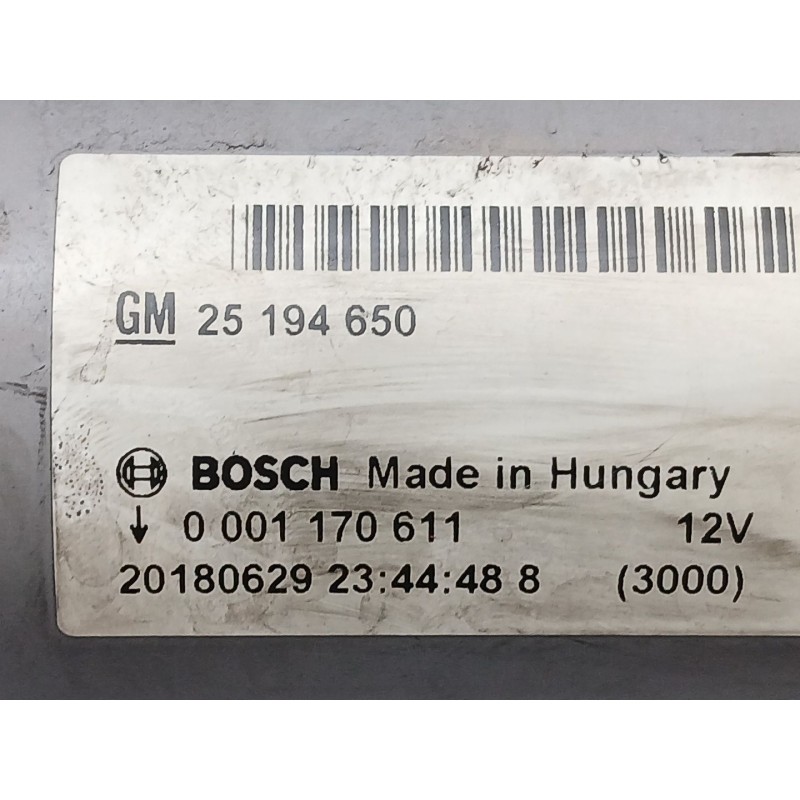 GM 25 194 650
BOSCH Made in Hungary
↓ 0 001 170 611 12V
20180629 23:44:48 8 (3000)